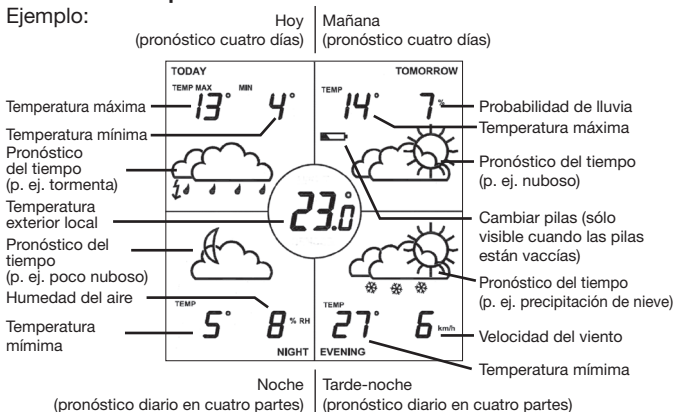 Ejemplo:
Hoy
(pronóstico cuatro días)
Mañana
(pronóstico cuatro días)
TODAY
TOMORROW
TEMP MAX
MIN
13°
4°
TEMP
14°
7%
Temperatura máxima
Temperatura mínima
Pronóstico
del tiempo
(p. ej. tormenta)
Temperatura
exterior local
Pronóstico del
tiempo
(p. ej. poco nuboso)
Humedad del aire
Temperatura
mímima
23.0°
Probabilidad de lluvia
Temperatura máxima
Pronóstico del tiempo
(p. ej. nuboso)
Cambiar pilas (sólo
visible cuando las pilas
están vaccías)
Pronóstico del tiempo
(p. ej. precipitación de nieve)
Velocidad del viento
Temperatura mímima
TEMP
5°
8 % RH
TEMP
27°
6 km/h
NIGHT
EVENING
Noche
(pronóstico diario en cuatro partes)
Tarde-noche
(pronóstico diario en cuatro partes)